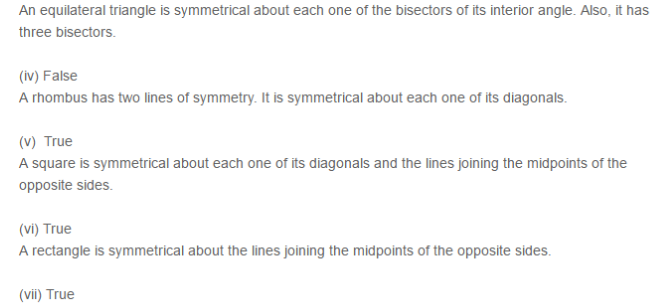 An equilateral triangle is symmetrical about each one of the bisectors of its interior angle. Also, it has
three bisectors.
(iv) False
A rhombus has two lines of symmetry. It is symmetrical about each one of its diagonals.
(v) True
A square is symmetrical about each one of its diagonals and the lines joining the midpoints of the
opposite sides.
(vi) True
A rectangle is symmetrical about the lines joining the midpoints of the opposite sides.
(vii) True